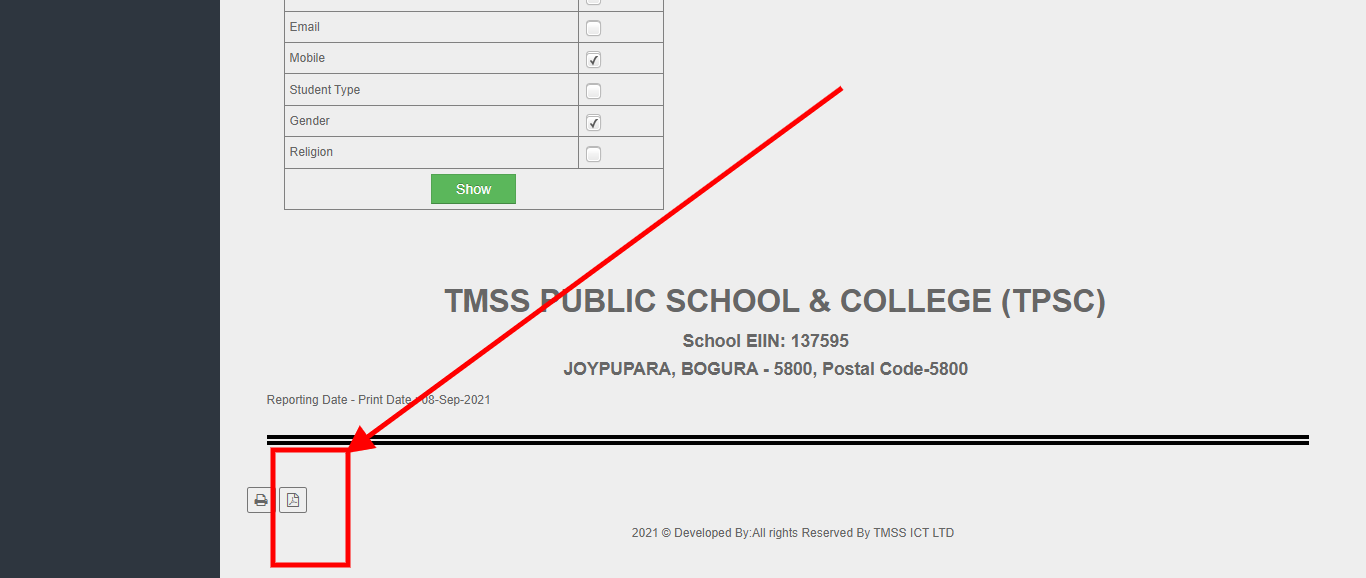 Email
Mobile
Student Type
Gender
Religion
Show
TMSS PUBLIC SCHOOL & COLLEGE (TPSC)
School EIIN: 137595
JOYPUPARA, BOGURA - 5800, Postal Code-5800
Reporting Date - Print Date : 08-Sep-2021
2021 © Developed By:All rights Reserved By TMSS ICT LTD